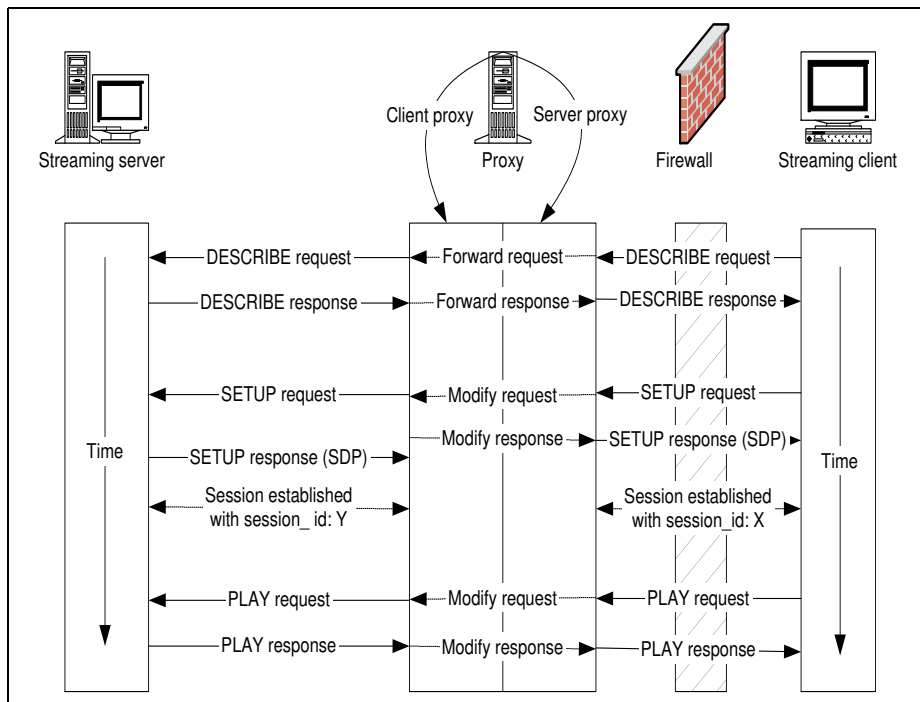 Client proxy
Server proxy
Streaming server
Proxy
Firewall
Streaming client
DESCRIBE request
Forward request
DESCRIBE request
DESCRIBE response
Forward response
DESCRIBE response
SETUP request
Modify request
SETUP request
Modify response
SETUP response (SDP)
Time
SETUP response (SDP)
Time
Session established
with session_ id: Y
Session established
with session_id: X
PLAY request
Modify request
PLAY request
PLAY response
Modify response
PLAY response